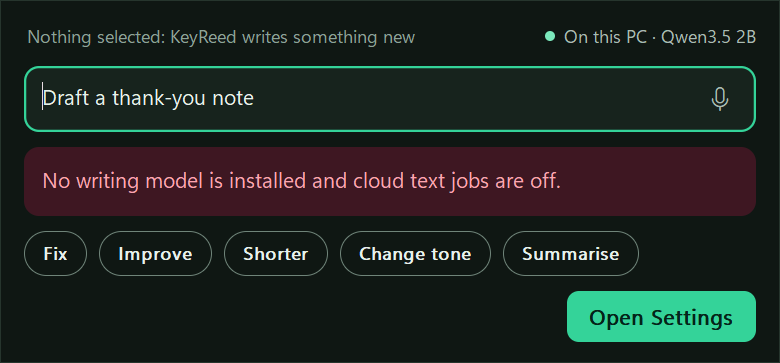 Nothing selected: KeyReed writes something new
On this PC · Qwen3.5 2B
Draft a thank-you note
No writing model is installed and cloud text jobs are off.
Fix
Improve
Shorter
Change tone
Summarise
Open Settings